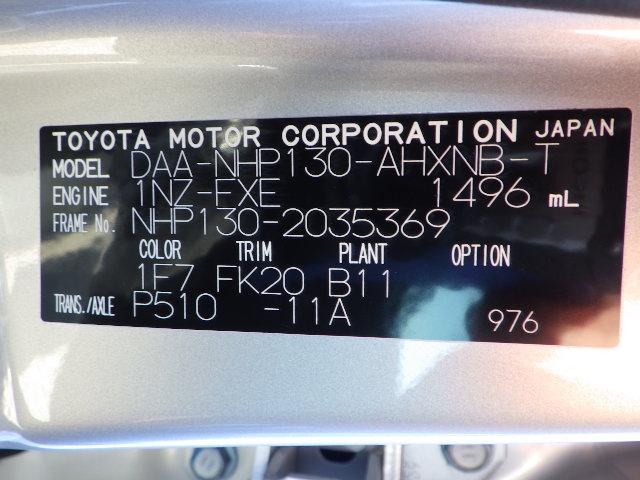 TOYOTA MOTOR CORPORATION JAPAN
MODEL DAA-NHP130-AHXNB-T
ENGINE 1NZ-FXE 1496 mL
FRAME No. NHP130-2035369
COLOR TRIM PLANT OPTION
1F7 FK20 B11
TRANS./AXLE P510 -11A 976